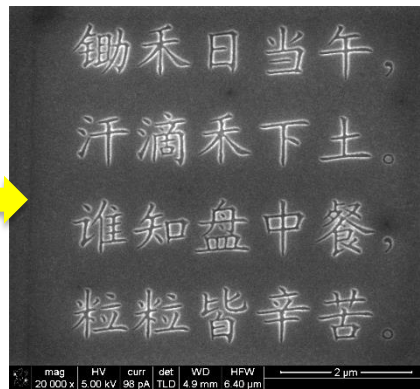 锄禾日当午，
汗滴禾下土。
谁知盘中餐，
粒粒皆辛苦。
mag HV curr det WD HFW
20 000 x 5.00 kV 98 pA TLD 4.9 mm 6.40 µm 2 µm